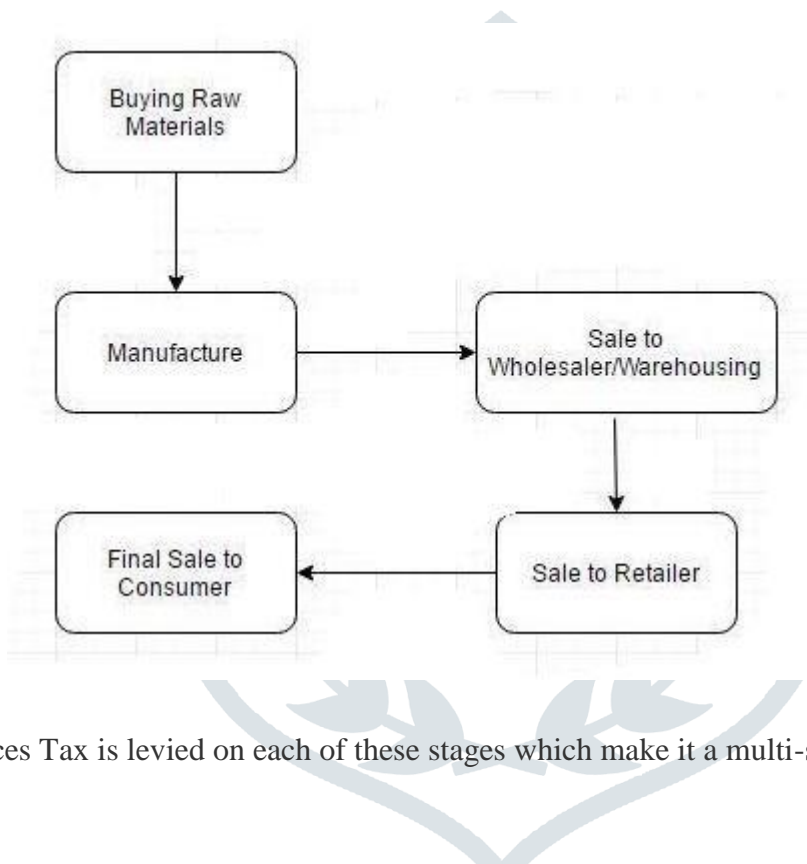 Buying Raw
Materials
Manufacture
Sale to
Wholesaler/Warehousing
Sale to Retailer
Final Sale to
Consumer
ces Tax is levied on each of these stages which make it a multi-s